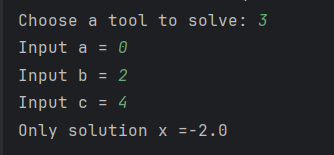 Choose a tool to solve: 3
Input a = 0
Input b = 2
Input c = 4
Only solution x =-2.0